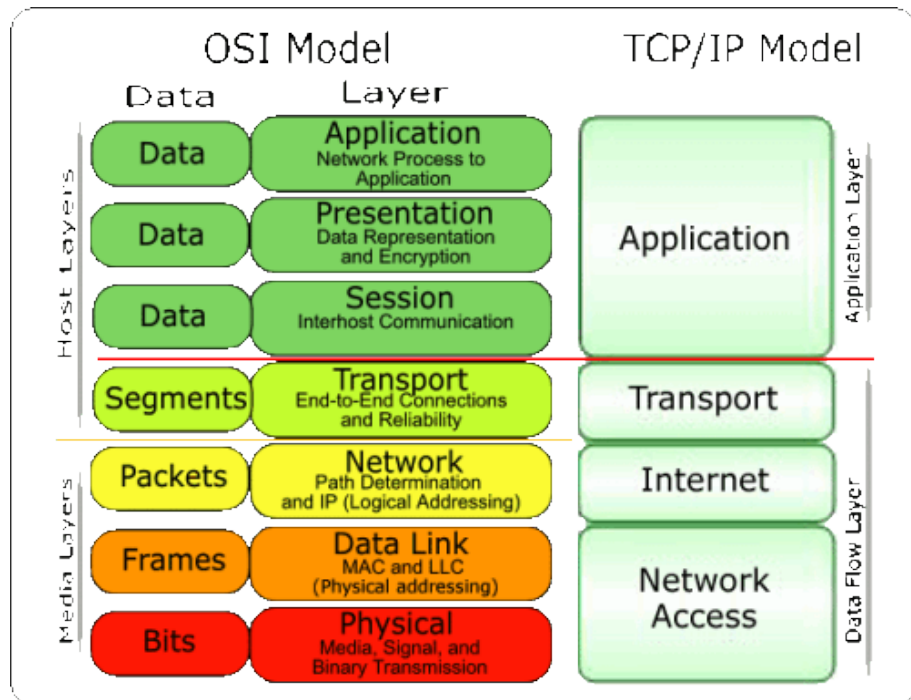 OSI Model
TCP/IP Model
Data
Layer
Host Layers
Data
Application
Network Process to
Application
Data
Presentation
Data Representation
and Encryption
Data
Session
Interhost Communication
Segments
Transport
End-to-End Connections
and Reliability
Media Layers
Packets
Network
Path Determination
and IP (Logical Addressing)
Frames
Data Link
MAC and LLC
(Physical addressing)
Bits
Physical
Media, Signal, and
Binary Transmission
Application
Application Layer
Transport
Internet
Network
Access
Data Flow Layer